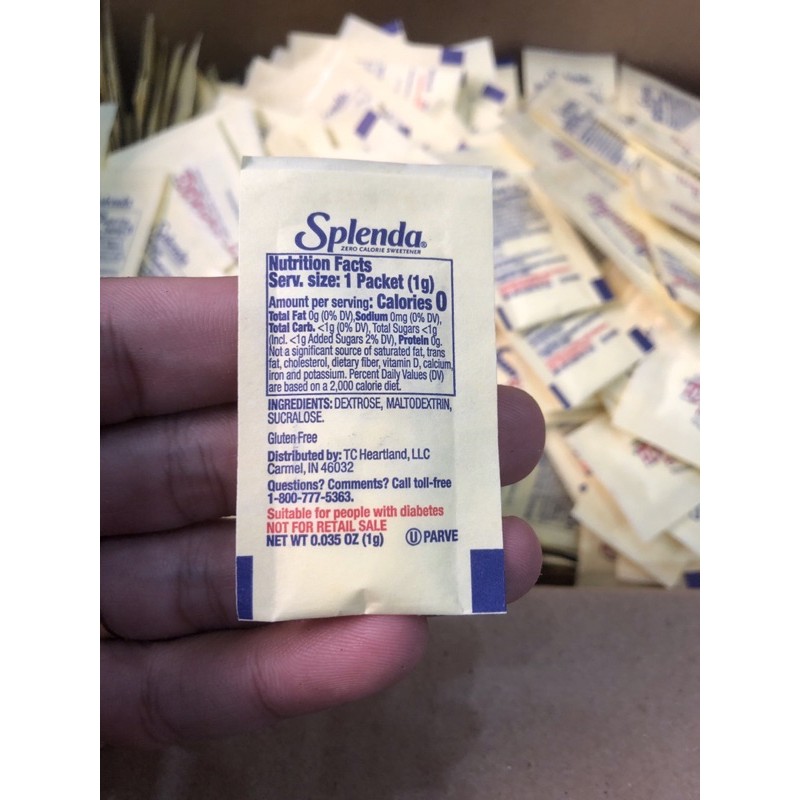 Splenda®
ZERO CALORIE SWEETENER
Nutrition Facts
Serv. size: 1 Packet (1g)
Amount per serving: Calories 0
Total Fat 0g (0% DV), Sodium 0mg (0% DV),
Total Carb. <1g (0% DV), Total Sugars <1g
(Incl. <1g Added Sugars 2% DV), Protein 0g.
Not a significant source of saturated fat, trans
fat, cholesterol, dietary fiber, vitamin D, calcium,
iron and potassium. Percent Daily Values (DV)
are based on a 2,000 calorie diet.
INGREDIENTS: DEXTROSE, MALTODEXTRIN,
SUCRALOSE.
Gluten Free
Distributed by: TC Heartland, LLC
Carmel, IN 46032
Questions? Comments? Call toll-free
1-800-777-5363.
Suitable for people with diabetes
NOT FOR RETAIL SALE
NET WT 0.035 OZ (1g) U PARVE